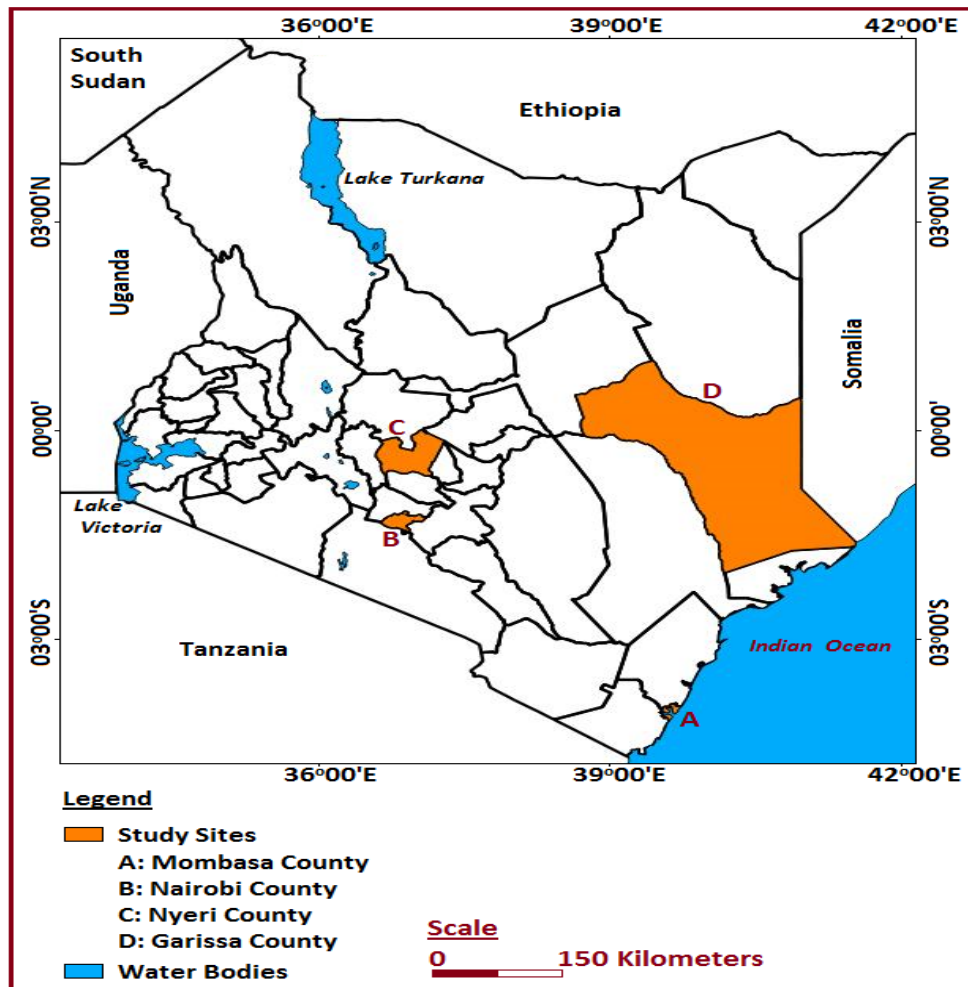 36°00'E 39°00'E 42°00'E
South
Sudan
Ethiopia
Lake Turkana
03°00'N 03°00'N
Uganda
Somalia
D
C
00°00' 00°00'
Lake
Victoria
B
03°00'S 03°00'S
Tanzania
Indian Ocean
A
36°00'E 39°00'E 42°00'E
Legend
Study Sites
A: Mombasa County
B: Nairobi County
C: Nyeri County
D: Garissa County
Water Bodies
Scale
0 150 Kilometers